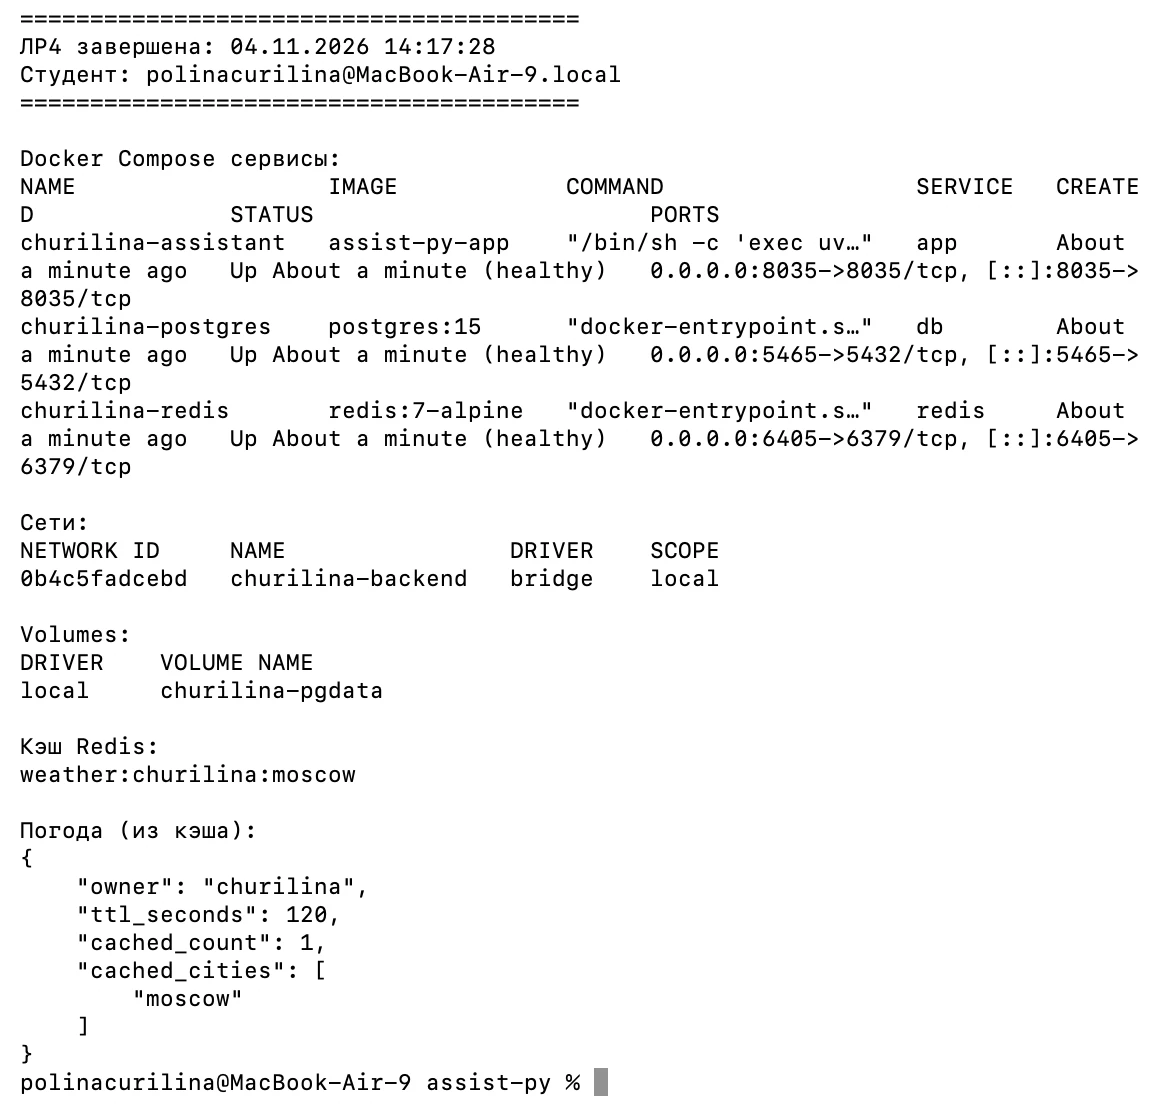 ========================================
ЛР4 завершена: 04.11.2026 14:17:28
Студент: polinacurilina@MacBook-Air-9.local
========================================
Docker Compose сервисы:
NAME                  IMAGE            COMMAND                  SERVICE   CREATE
D              STATUS                        PORTS
churilina-assistant   assist-py-app    "/bin/sh -c 'exec uv…"   app       About
a minute ago   Up About a minute (healthy)   0.0.0.0:8035->8035/tcp, [::]:8035->
8035/tcp
churilina-postgres    postgres:15      "docker-entrypoint.s…"   db        About
a minute ago   Up About a minute (healthy)   0.0.0.0:5465->5432/tcp, [::]:5465->
5432/tcp
churilina-redis       redis:7-alpine   "docker-entrypoint.s…"   redis     About
a minute ago   Up About a minute (healthy)   0.0.0.0:6405->6379/tcp, [::]:6405->
6379/tcp
Сети:
NETWORK ID     NAME                DRIVER    SCOPE
0b4c5fadcebd   churilina-backend   bridge    local
Volumes:
DRIVER    VOLUME NAME
local     churilina-pgdata
Кэш Redis:
weather:churilina:moscow
Погода (из кэша):
{
    "owner": "churilina",
    "ttl_seconds": 120,
    "cached_count": 1,
    "cached_cities": [
        "moscow"
    ]
}
polinacurilina@MacBook-Air-9 assist-py %